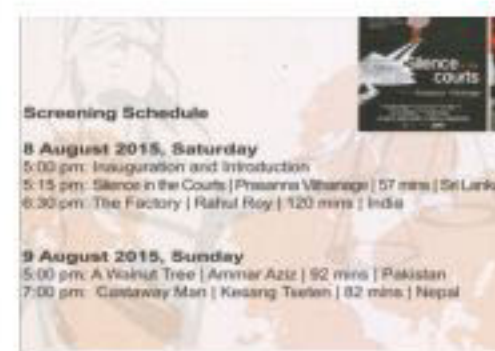 Silence
courts
Screening Schedule
8 August 2015, Saturday
5:00 pm: Inauguration and Introduction
5:15 pm: Silence in the Courts | Prasanna Vithanage | 57 mins | Sri Lanka
6:30 pm: The Factory | Rahul Roy | 120 mins | India
9 August 2015, Sunday
5:00 pm: A Walnut Tree | Ammar Aziz | 92 mins | Pakistan
7:00 pm: Castaway Man | Kesang Tseten | 82 mins | Nepal